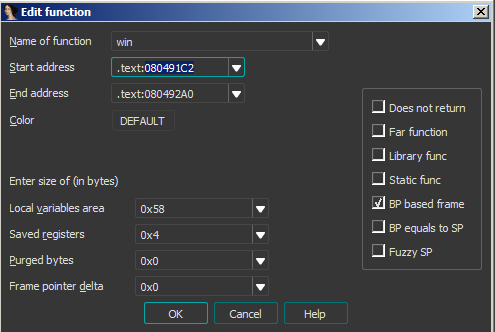 Edit function
Name of function win
Start address .text:080491C2
End address .text:080492A0
Color DEFAULT
Does not return
Far function
Library func
Static func
BP based frame
BP equals to SP
Fuzzy SP
Enter size of (in bytes)
Local variables area 0x58
Saved registers 0x4
Purged bytes 0x0
Frame pointer delta 0x0
OK Cancel Help